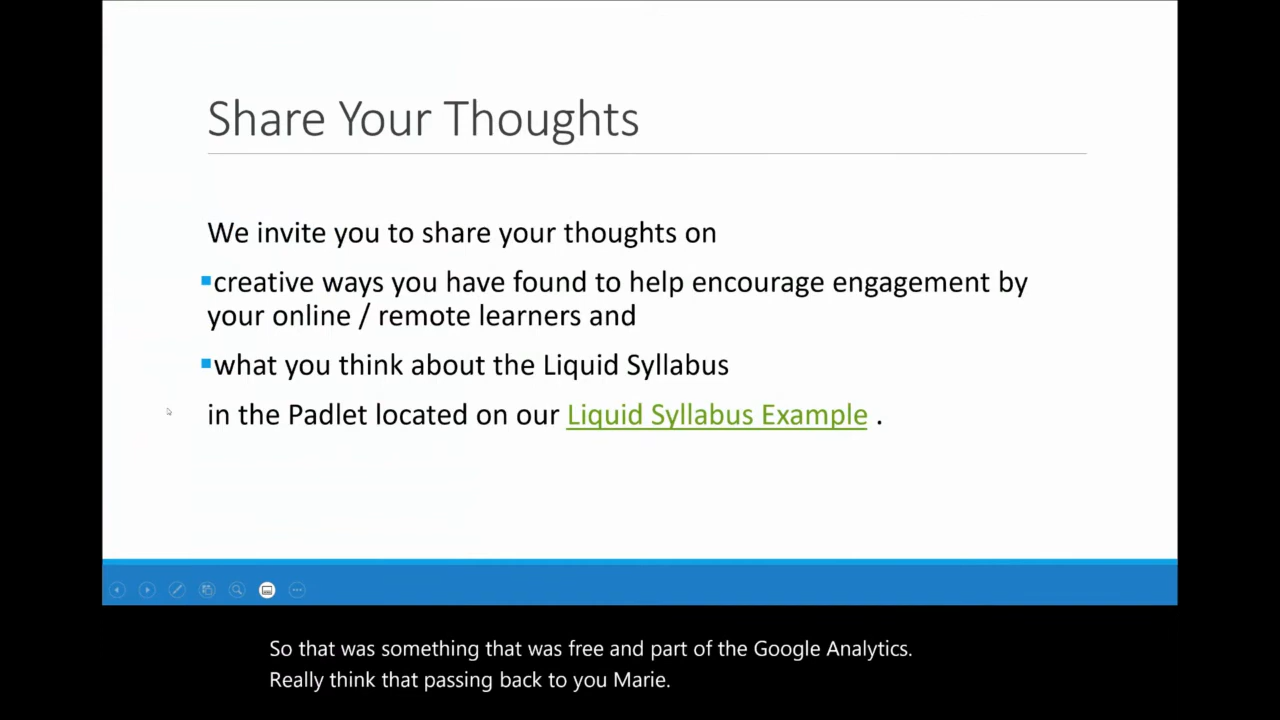 Share Your Thoughts
We invite you to share your thoughts on
▪creative ways you have found to help encourage engagement by
your online / remote learners and
▪what you think about the Liquid Syllabus
in the Padlet located on our Liquid Syllabus Example .
So that was something that was free and part of the Google Analytics.
Really think that passing back to you Marie.